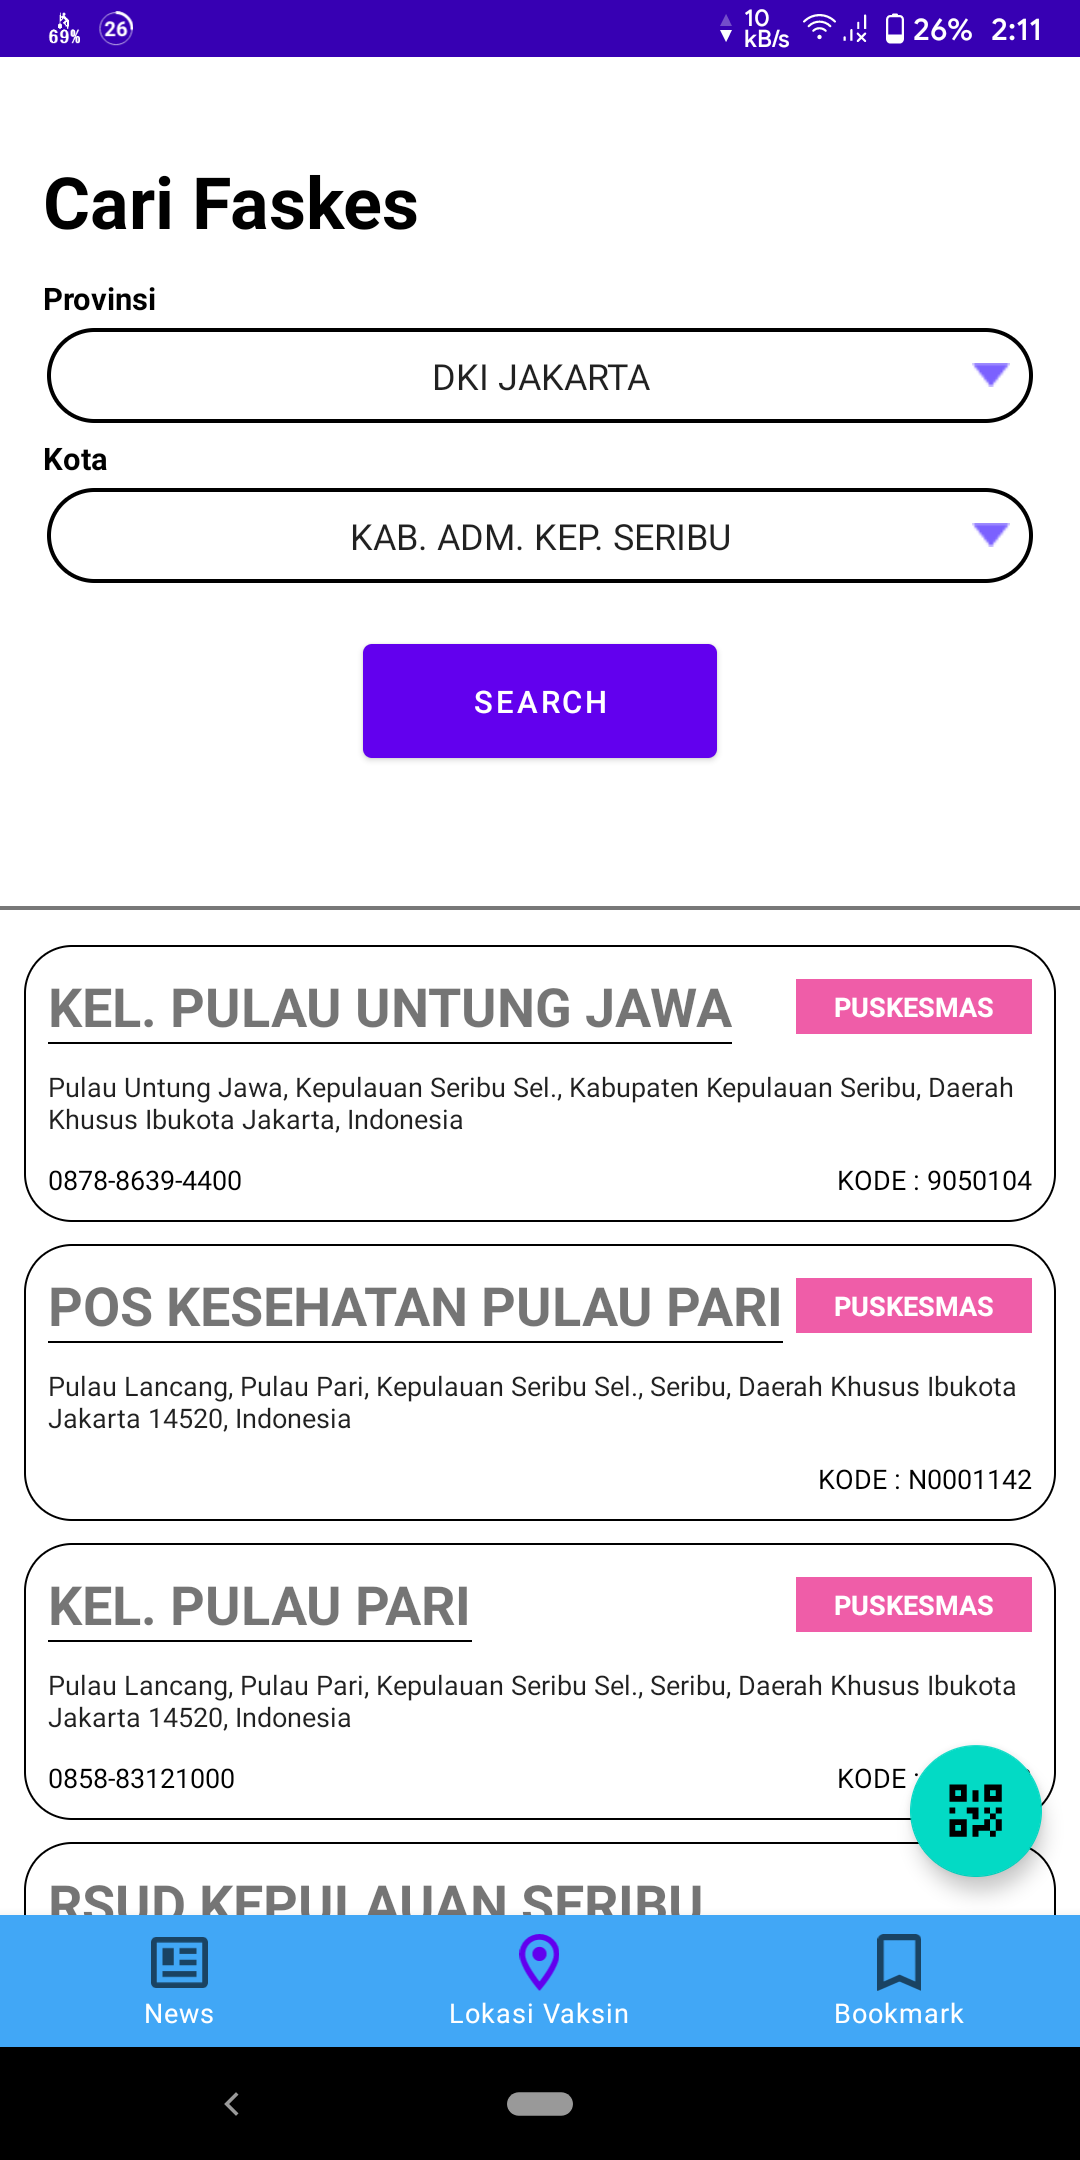 69%
26
10
kB/s
26%
2:11
Cari Faskes
Provinsi
DKI JAKARTA
Kota
KAB. ADM. KEP. SERIBU
SEARCH
KEL. PULAU UNTUNG JAWA
PUSKESMAS
Pulau Untung Jawa, Kepulauan Seribu Sel., Kabupaten Kepulauan Seribu, Daerah
Khusus Ibukota Jakarta, Indonesia
0878-8639-4400
KODE : 9050104
POS KESEHATAN PULAU PARI
PUSKESMAS
Pulau Lancang, Pulau Pari, Kepulauan Seribu Sel., Seribu, Daerah Khusus Ibukota
Jakarta 14520, Indonesia
KODE : N0001142
KEL. PULAU PARI
PUSKESMAS
Pulau Lancang, Pulau Pari, Kepulauan Seribu Sel., Seribu, Daerah Khusus Ibukota
Jakarta 14520, Indonesia
0858-83121000
KODE :
RSUD KEPULAUAN SERIBU
News
Lokasi Vaksin
Bookmark